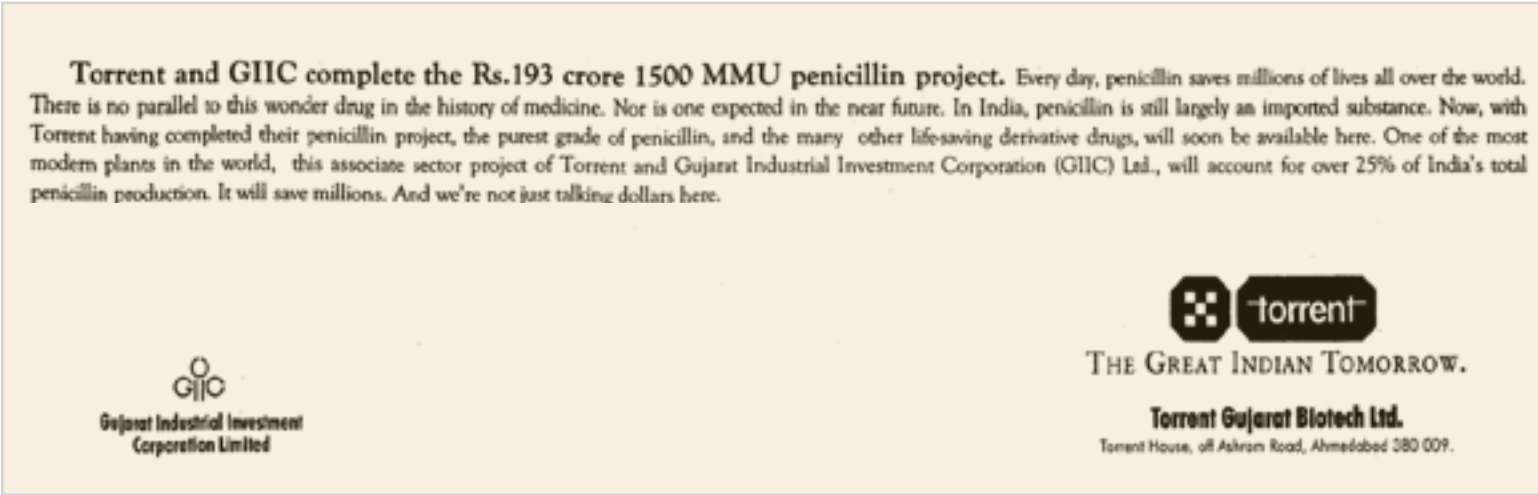 Torrent and GIIC complete the Rs.193 crore 1500 MMU penicillin project. Every day, penicillin saves millions of lives all over the world.
There is no parallel to this wonder drug in the history of medicine. Nor is one expected in the near future. In India, penicillin is still largely an imported substance. Now, with
Torrent having completed their penicillin project, the purest grade of penicillin, and the many other life-saving derivative drugs, will soon be available here. One of the most
modern plants in the world, this associate sector project of Torrent and Gujarat Industrial Investment Corporation (GIIC) Ltd., will account for over 25% of India's total
penicillin production. It will save millions. And we're not just talking dollars here.
torrent
THE GREAT INDIAN TOMORROW.
GIIC
Gujarat Industrial Investment
Corporation Limited
Torrent Gujarat Biotech Ltd.
Torrent House, off Ashram Road, Ahmedabad 380 009.